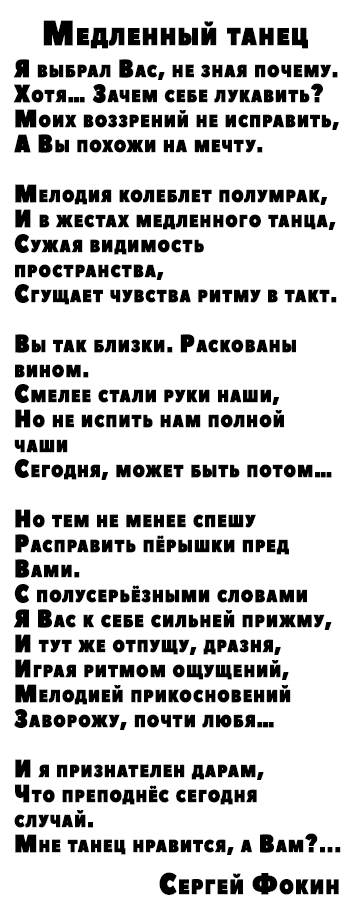 Медленный танец
Я выбрал Вас, не зная почему.
Хотя... Зачем себе лукавить?
Моих воззрений не исправить,
А Вы похожи на мечту.
Мелодия колеблет полумрак,
И в жестах медленного танца,
Сужая видимость
пространства,
Сгущает чувства ритму в такт.
Вы так близки. Раскованы
вином.
Смелее стали руки наши,
Но не испить нам полной
чаши
Сегодня, может быть потом...
Но тем не менее спешу
Расправить пёрышки пред
Вами.
С полусерьёзными словами
Я Вас к себе сильней прижму,
И тут же отпущу, дразня,
Играя ритмом ощущений,
Мелодией прикосновений
Заворожу, почти любя...
И я признателен дарам,
Что преподнёс сегодня
случай.
Мне танец нравится, а Вам?...
Сергей Фокин